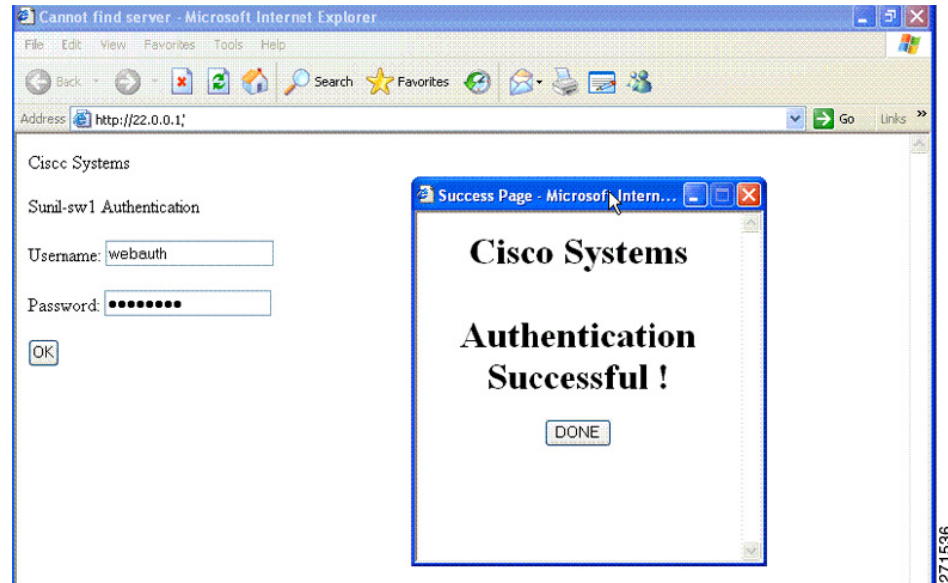 Cannot find server - Microsoft Internet Explorer
File Edit View Favorites Tools Help
Back Search Favorites
Address http://22.0.0.1; Go Links »
Ciscc Systems
Sunil-sw1 Authentication
Username: webauth
Password: ●●●●●●●●
OK
Success Page - Microsoft Intern...
Cisco Systems
Authentication
Successful !
DONE
271536